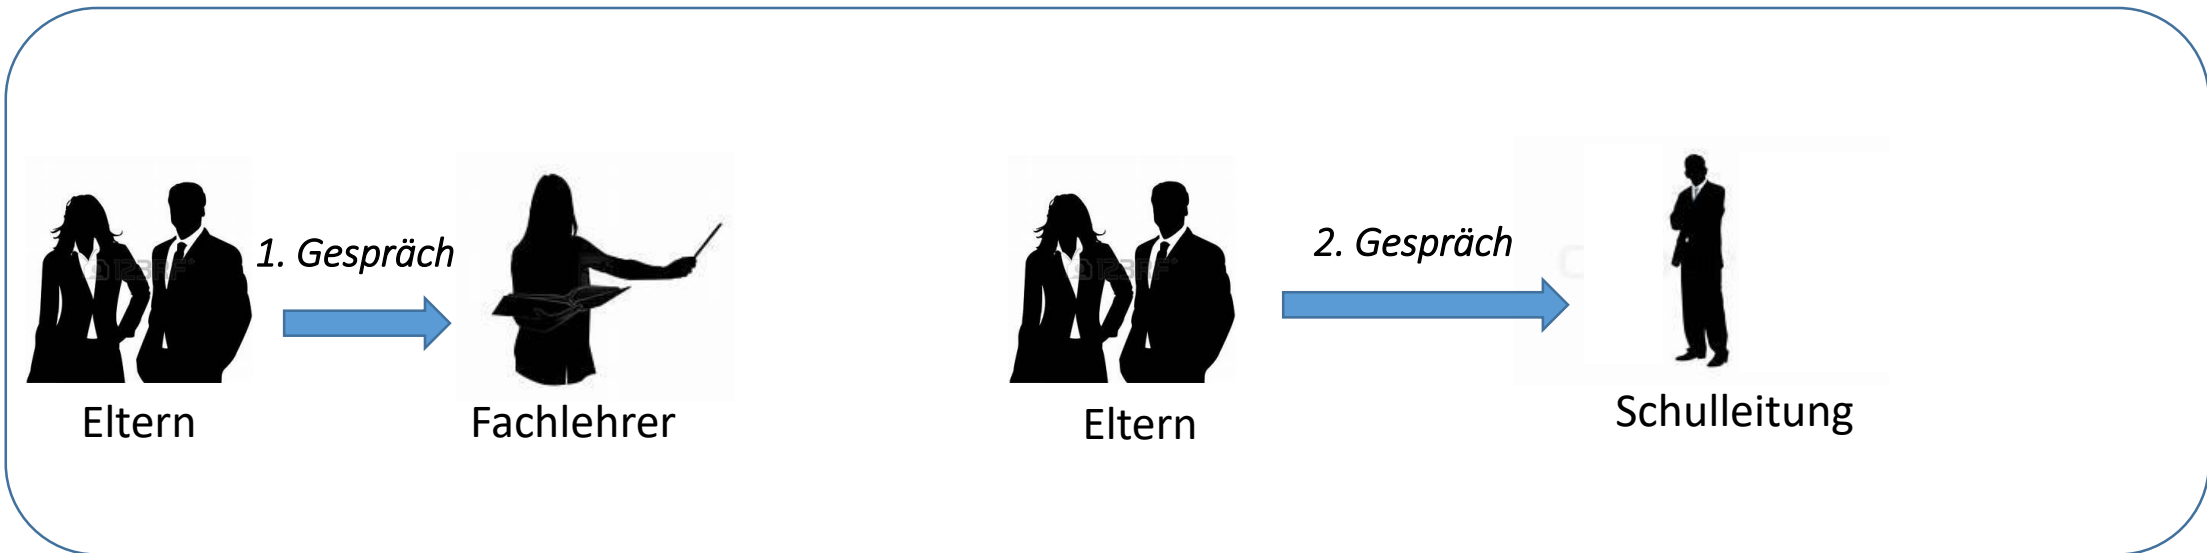 1. Gespräch
Eltern
Fachlehrer
2. Gespräch
Eltern
Schulleitung